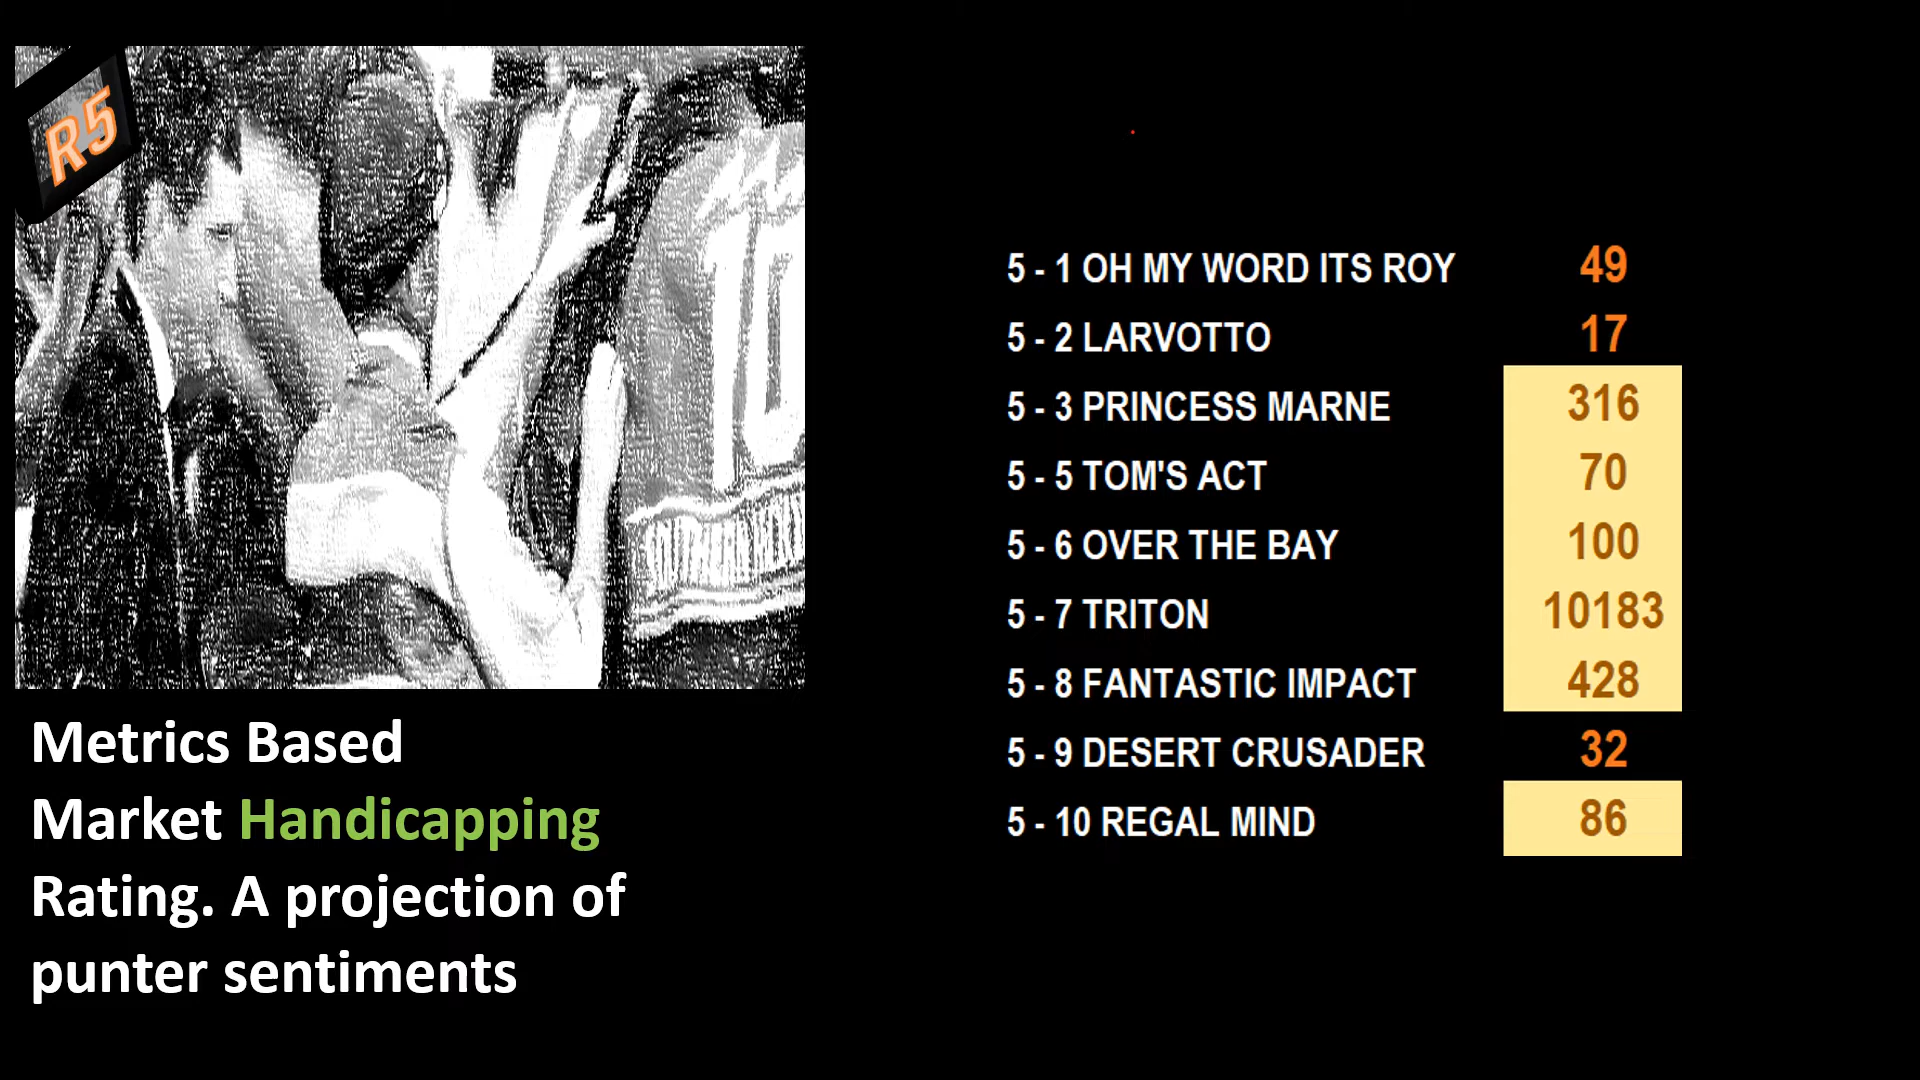 R5
5 - 1 OH MY WORD ITS ROY 49
5 - 2 LARVOTTO 17
5 - 3 PRINCESS MARNE 316
5 - 5 TOM'S ACT 70
5 - 6 OVER THE BAY 100
5 - 7 TRITON 10183
5 - 8 FANTASTIC IMPACT 428
5 - 9 DESERT CRUSADER 32
5 - 10 REGAL MIND 86
Metrics Based
Market Handicapping
Rating. A projection of
punter sentiments